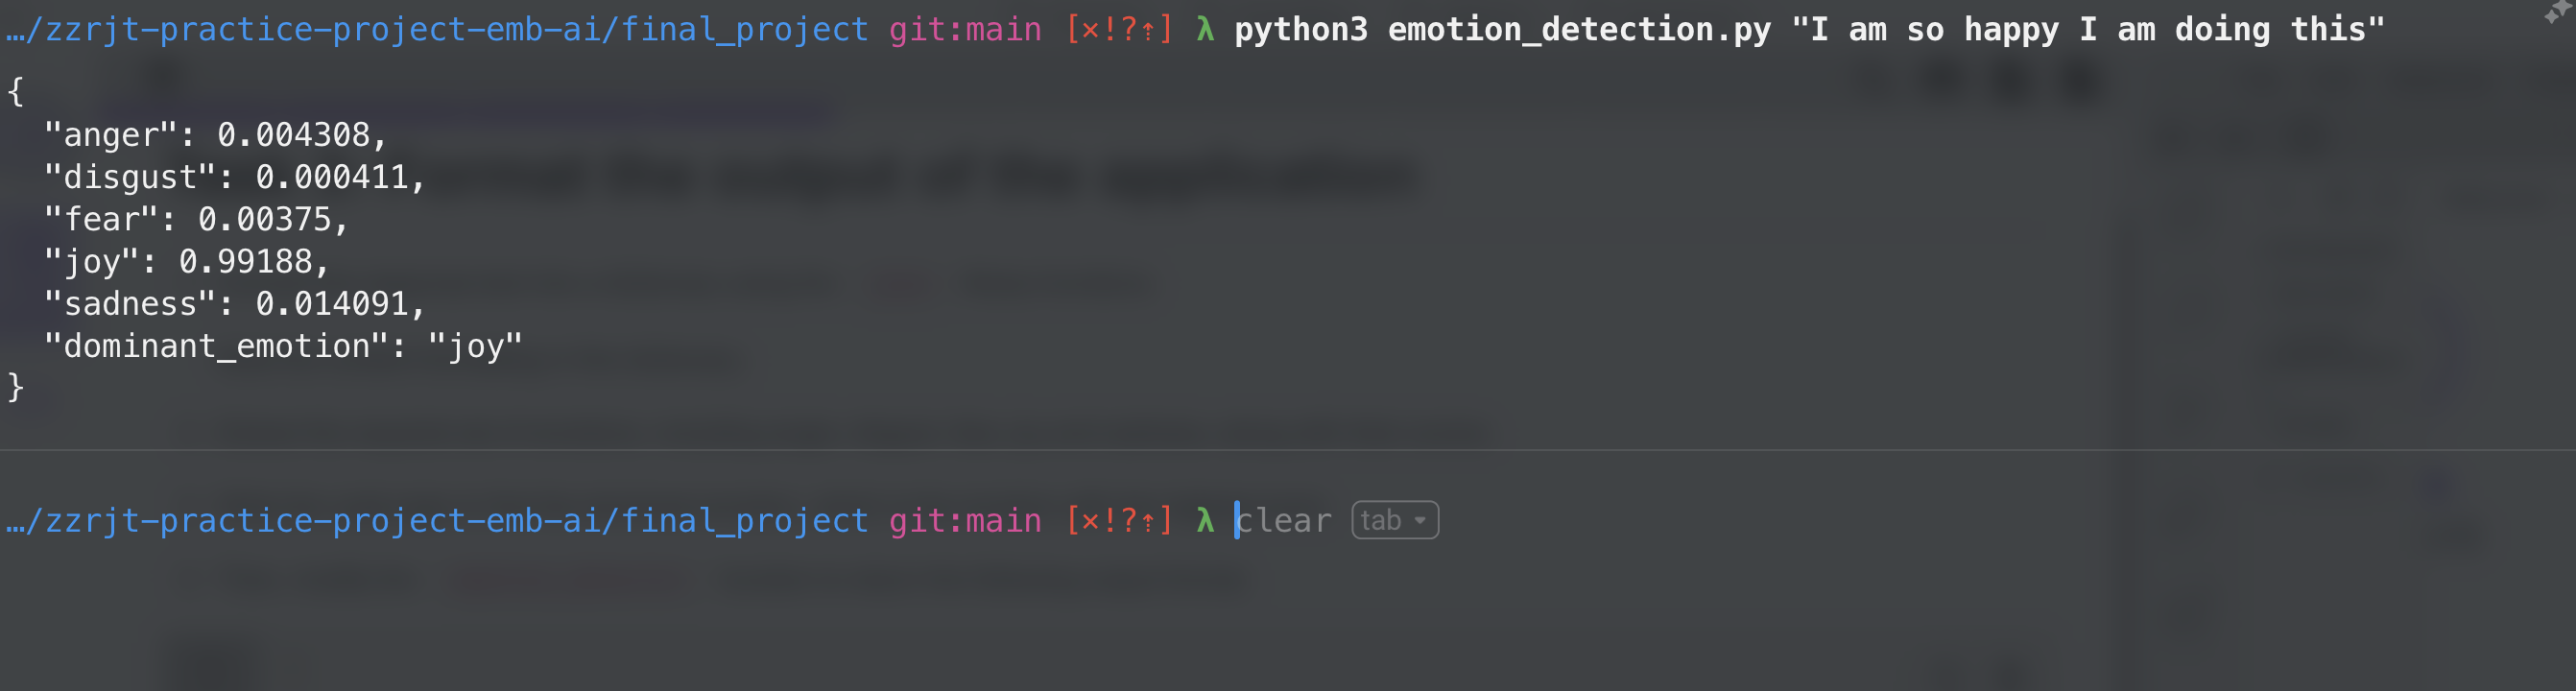 …/zzrjt-practice-project-emb-ai/final_project git:main [×!?⇡] λ python3 emotion_detection.py "I am so happy I am doing this"
{
  "anger": 0.004308,
  "disgust": 0.000411,
  "fear": 0.00375,
  "joy": 0.99188,
  "sadness": 0.014091,
  "dominant_emotion": "joy"
}
…/zzrjt-practice-project-emb-ai/final_project git:main [×!?⇡] λ clear tab